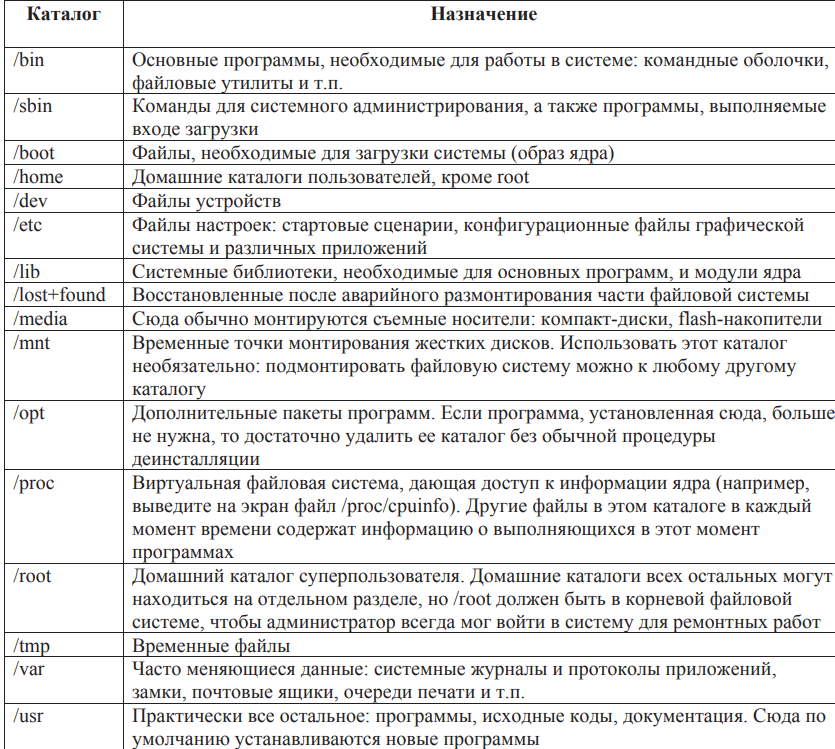 Каталог Назначение
/bin Основные программы, необходимые для работы в системе: командные оболочки,
файловые утилиты и т.п.
/sbin Команды для системного администрирования, а также программы, выполняемые
входе загрузки
/boot Файлы, необходимые для загрузки системы (образ ядра)
/home Домашние каталоги пользователей, кроме root
/dev Файлы устройств
/etc Файлы настроек: стартовые сценарии, конфигурационные файлы графической
системы и различных приложений
/lib Системные библиотеки, необходимые для основных программ, и модули ядра
/lost+found Восстановленные после аварийного размонтирования части файловой системы
/media Сюда обычно монтируются съемные носители: компакт-диски, flash-накопители
/mnt Временные точки монтирования жестких дисков. Использовать этот каталог
необязательно: подмонтировать файловую систему можно к любому другому
каталогу
/opt Дополнительные пакеты программ. Если программа, установленная сюда, больше
не нужна, то достаточно удалить ее каталог без обычной процедуры
деинсталляции
/proc Виртуальная файловая система, дающая доступ к информации ядра (например,
выведите на экран файл /proc/cpuinfo). Другие файлы в этом каталоге в каждый
момент времени содержат информацию о выполняющихся в этот момент
программах
/root Домашний каталог суперпользователя. Домашние каталоги всех остальных могут
находиться на отдельном разделе, но /root должен быть в корневой файловой
системе, чтобы администратор всегда мог войти в систему для ремонтных работ
/tmp Временные файлы
/var Часто меняющиеся данные: системные журналы и протоколы приложений,
замки, почтовые ящики, очереди печати и т.п.
/usr Практически все остальное: программы, исходные коды, документация. Сюда по
умолчанию устанавливаются новые программы